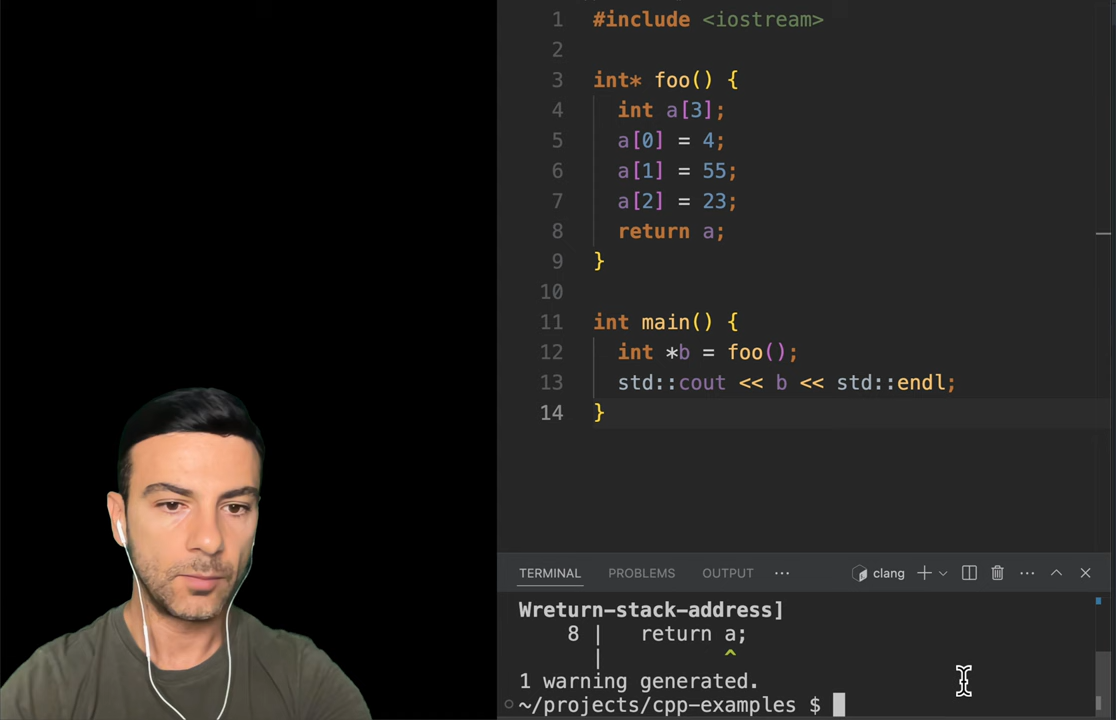 1 #include <iostream>
2
3 int* foo() {
4 int a[3];
5 a[0] = 4;
6 a[1] = 55;
7 a[2] = 23;
8 return a;
9 }
10
11 int main() {
12 int *b = foo();
13 std::cout << b << std::endl;
14 }
TERMINAL PROBLEMS OUTPUT ··· clang
Wreturn-stack-address]
8 | return a;
| ^
1 warning generated.
~/projects/cpp-examples $